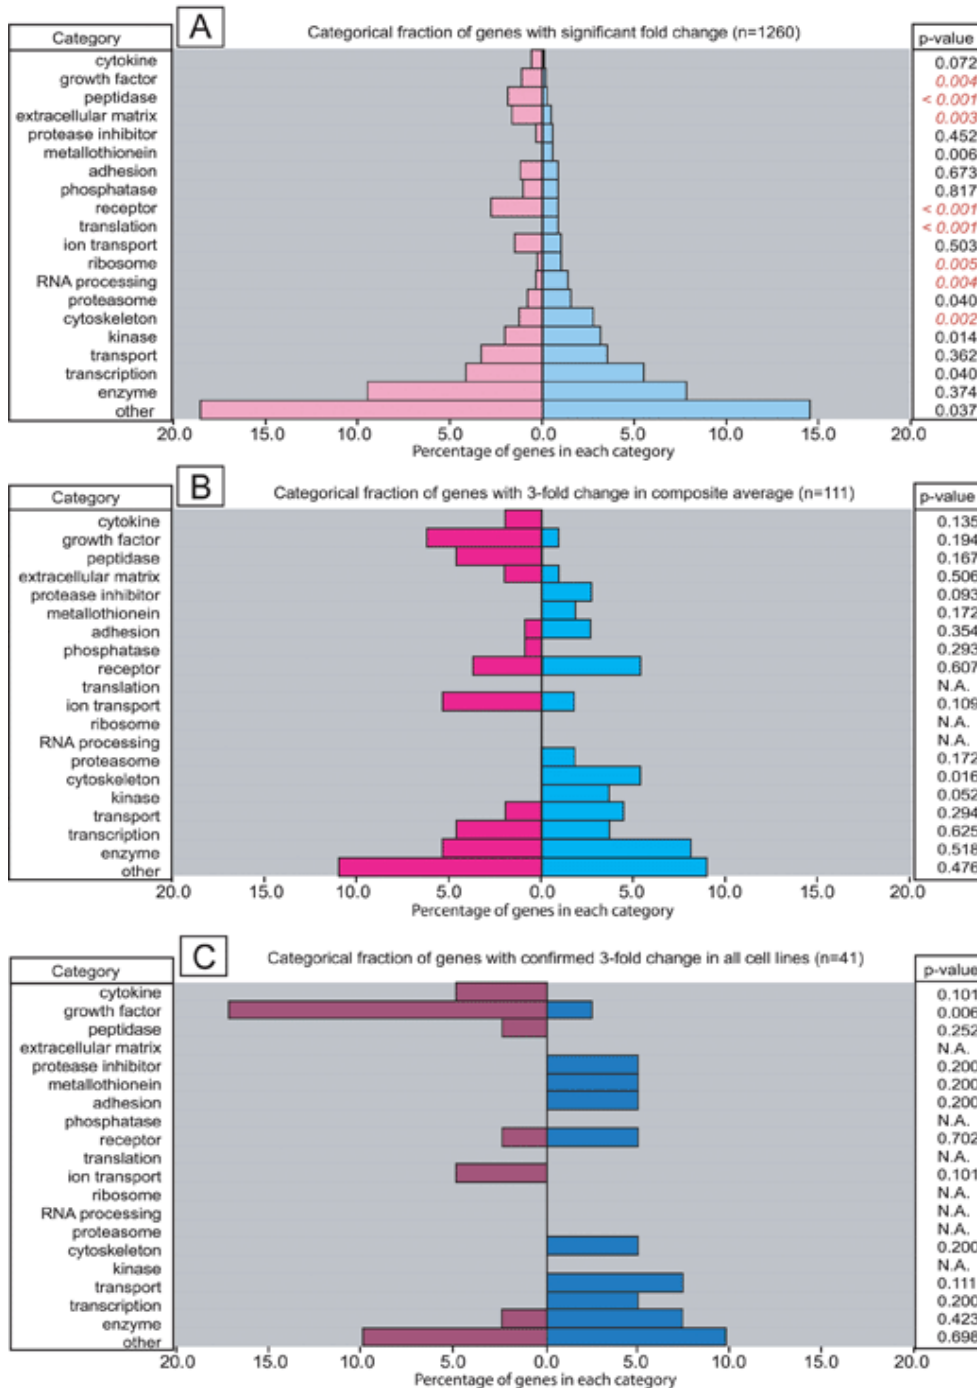 Category
A
Categorical fraction of genes with significant fold change (n=1260)
p-value
cytokine 0.072
growth factor 0.004
peptidase < 0.001
extracellular matrix 0.003
protease inhibitor 0.452
metallothionein 0.006
adhesion 0.673
phosphatase 0.817
receptor < 0.001
translation < 0.001
ion transport 0.503
ribosome 0.005
RNA processing 0.004
proteasome 0.040
cytoskeleton 0.002
kinase 0.014
transport 0.362
transcription 0.040
enzyme 0.374
other 0.037
20.0 15.0 10.0 5.0 0.0 5.0 10.0 15.0 20.0
Percentage of genes in each category
Category
B
Categorical fraction of genes with 3-fold change in composite average (n=111)
p-value
cytokine 0.135
growth factor 0.194
peptidase 0.167
extracellular matrix 0.506
protease inhibitor 0.093
metallothionein 0.172
adhesion 0.354
phosphatase 0.293
receptor 0.607
translation N.A.
ion transport 0.109
ribosome N.A.
RNA processing N.A.
proteasome 0.172
cytoskeleton 0.016
kinase 0.052
transport 0.294
transcription 0.625
enzyme 0.518
other 0.476
20.0 15.0 10.0 5.0 0.0 5.0 10.0 15.0 20.0
Percentage of genes in each category
Category
C
Categorical fraction of genes with confirmed 3-fold change in all cell lines (n=41)
p-value
cytokine 0.101
growth factor 0.006
peptidase 0.252
extracellular matrix N.A.
protease inhibitor 0.200
metallothionein 0.200
adhesion 0.200
phosphatase N.A.
receptor 0.702
translation N.A.
ion transport 0.101
ribosome N.A.
RNA processing N.A.
proteasome N.A.
cytoskeleton 0.200
kinase N.A.
transport 0.111
transcription 0.200
enzyme 0.423
other 0.698
20.0 15.0 10.0 5.0 0.0 5.0 10.0 15.0 20.0
Percentage of genes in each category